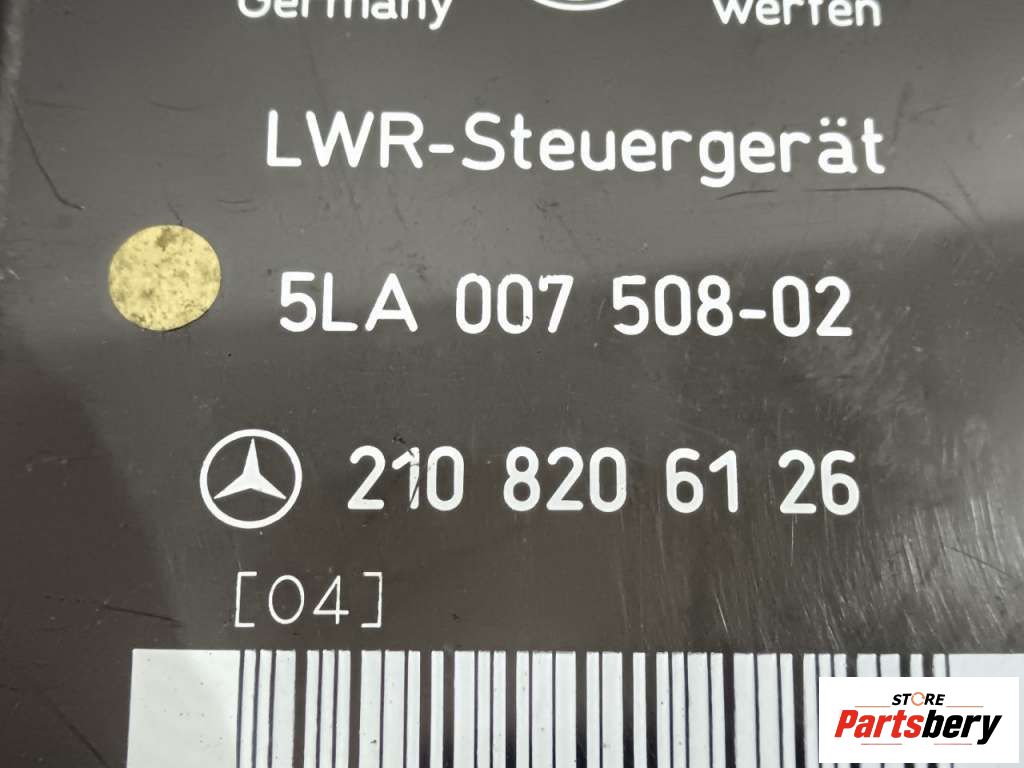 Germany werfen
LWR-Steuergerät
5LA 007 508-02
210 820 61 26
[04]
STORE
Partsbery